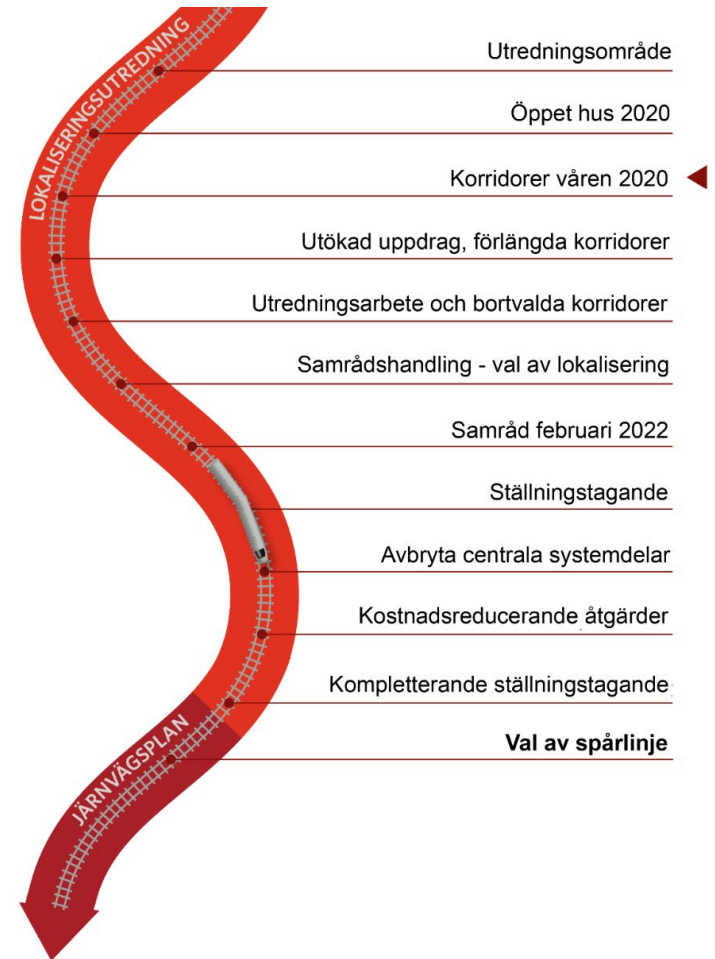 LOKALISERINGSUTREDNING
Utredningsområde
Öppet hus 2020
Korridorer våren 2020
Utökad uppdrag, förlängda korridorer
Utredningsarbete och bortvalda korridorer
Samrådshandling - val av lokalisering
Samråd februari 2022
Ställningstagande
Avbryta centrala systemdelar
Kostnadsreducerande åtgärder
Kompletterande ställningstagande
Val av spårlinje
JÄRNVÄGSPLAN